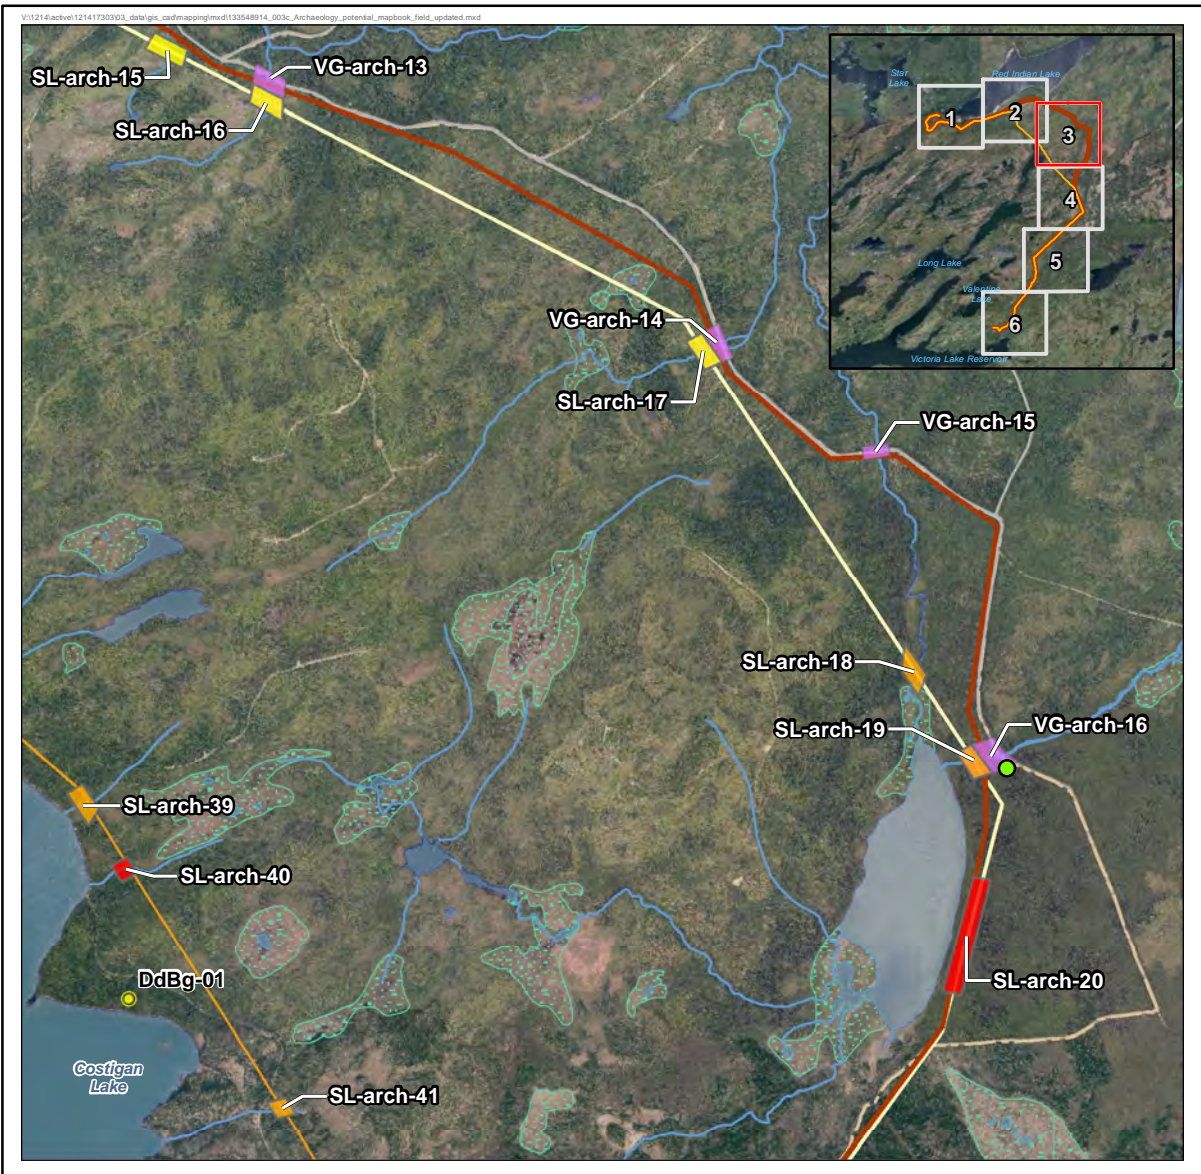 V:\1214\active\121417303\03_data\gis_cad\mapping\mxd\133548914_003c_Archaeology_potential_mapbook_field_updated.mxd
SL-arch-15
VG-arch-13
SL-arch-16
Star
Lake
Red Indian Lake
1
2
3
4
Long Lake
5
Valentine
Lake
6
Victoria Lake Reservoir
VG-arch-14
SL-arch-17
VG-arch-15
SL-arch-18
SL-arch-19
VG-arch-16
SL-arch-39
SL-arch-40
DdBg-01
SL-arch-20
Costigan
Lake
SL-arch-41